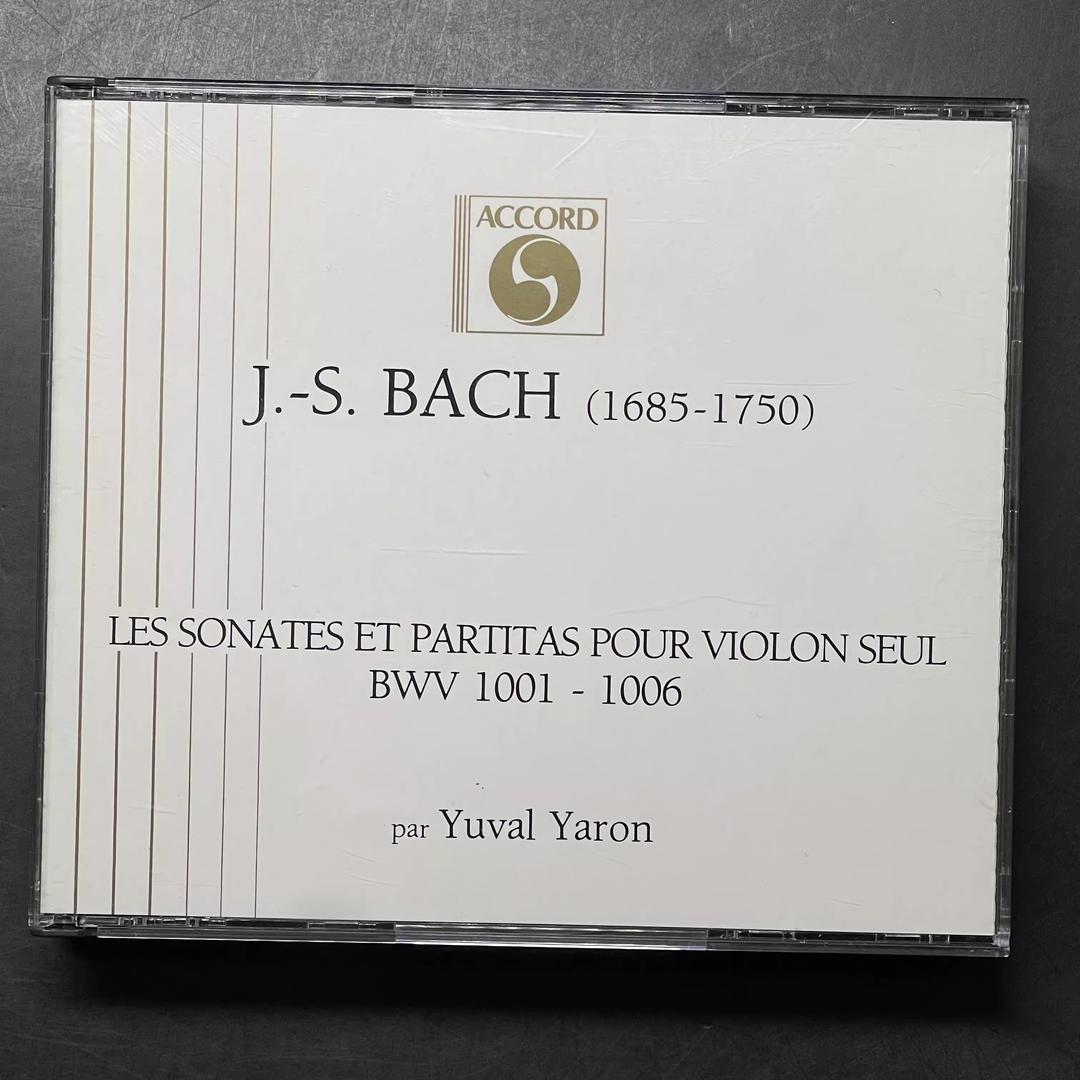 ACCORD
J.-S. BACH (1685-1750)
LES SONATES ET PARTITAS POUR VIOLON SEUL
BWV 1001 - 1006
par Yuval Yaron